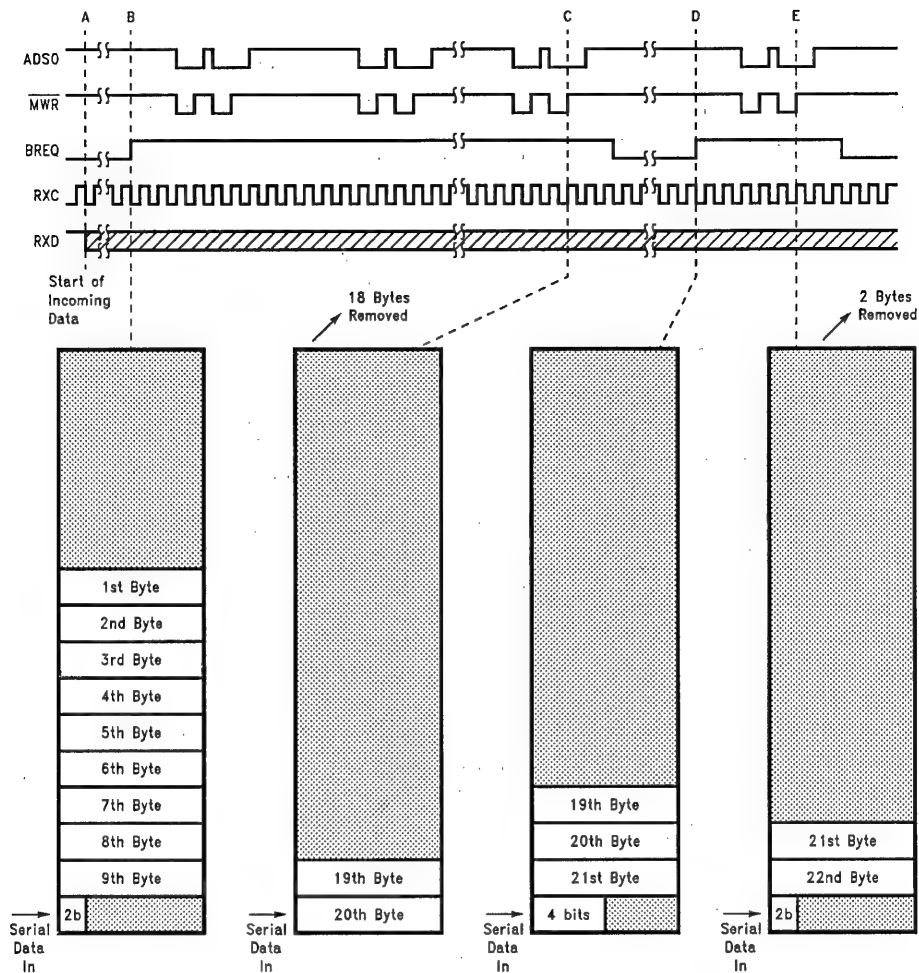 A B C D E
ADS0
MWR
BREQ
RXC
RXD
Start of
Incoming
Data
18 Bytes
Removed
2 Bytes
Removed
1st Byte
2nd Byte
3rd Byte
4th Byte
5th Byte
6th Byte
7th Byte
8th Byte
9th Byte
2b
Serial
Data
In
19th Byte
20th Byte
Serial
Data
In
19th Byte
20th Byte
21st Byte
4 bits
Serial
Data
In
21st Byte
22nd Byte
2b
Serial
Data
In